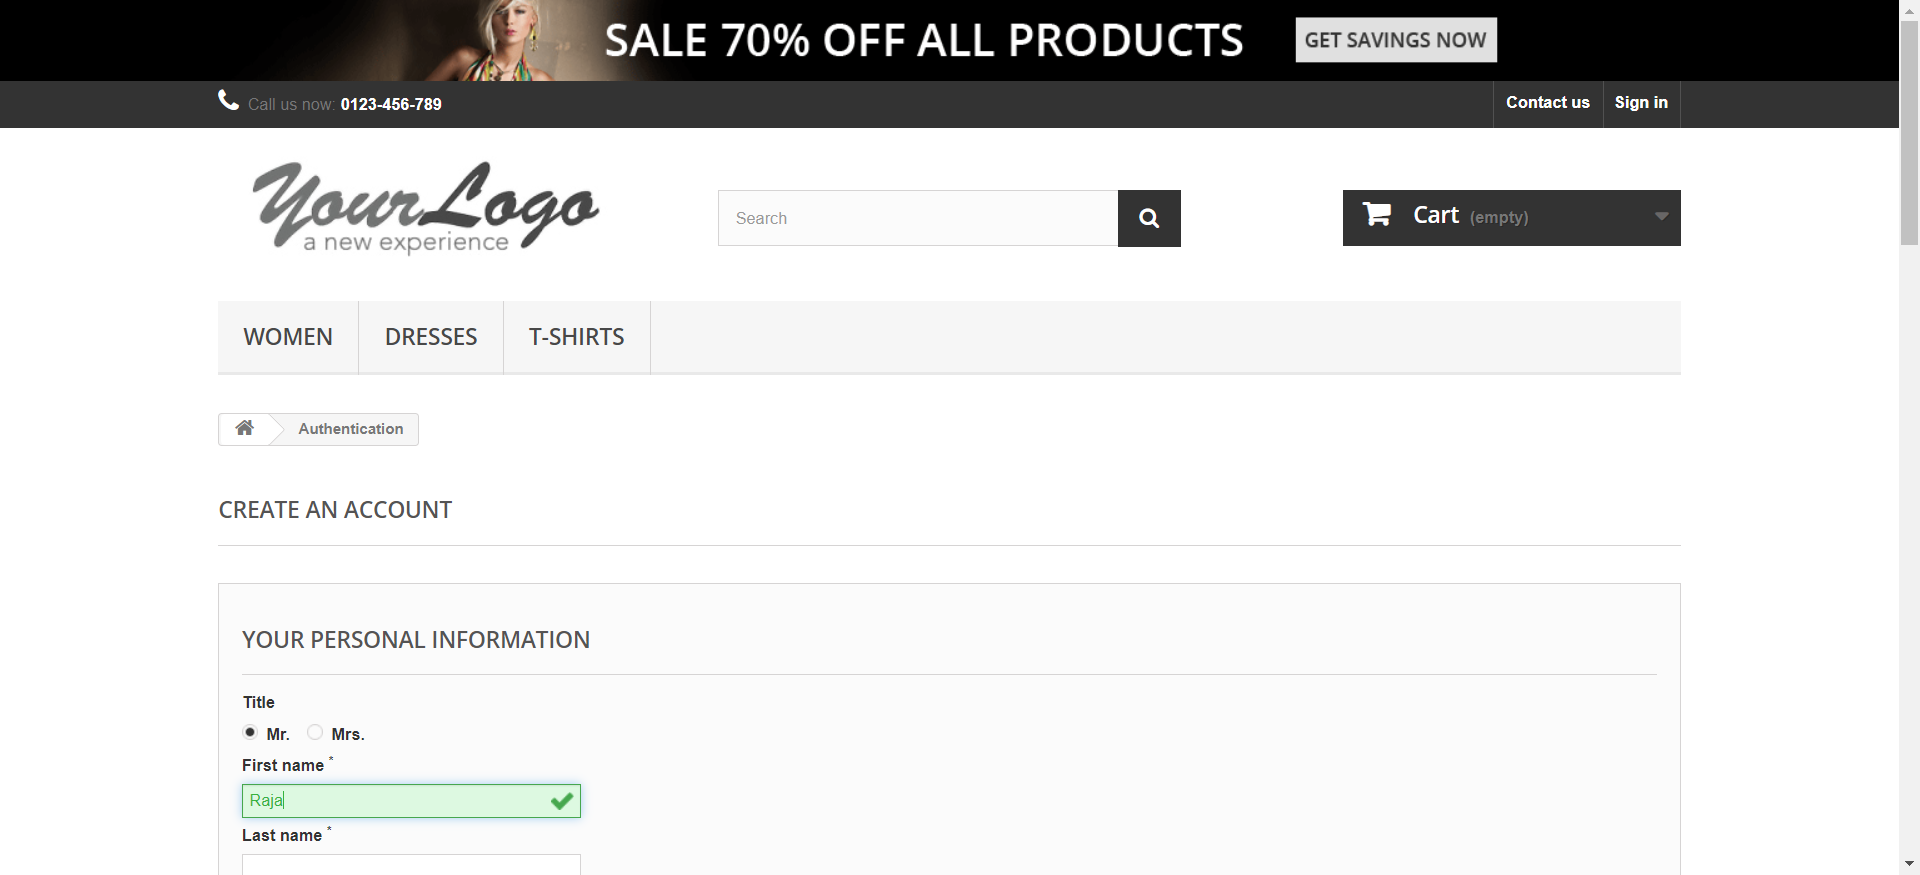 SALE 70% OFF ALL PRODUCTS GET SAVINGS NOW
Call us now: 0123-456-789 Contact us Sign in
YourLogo
a new experience
Search
Cart (empty)
WOMEN DRESSES T-SHIRTS
Authentication
CREATE AN ACCOUNT
YOUR PERSONAL INFORMATION
Title
Mr. Mrs.
First name *
Raja
Last name *